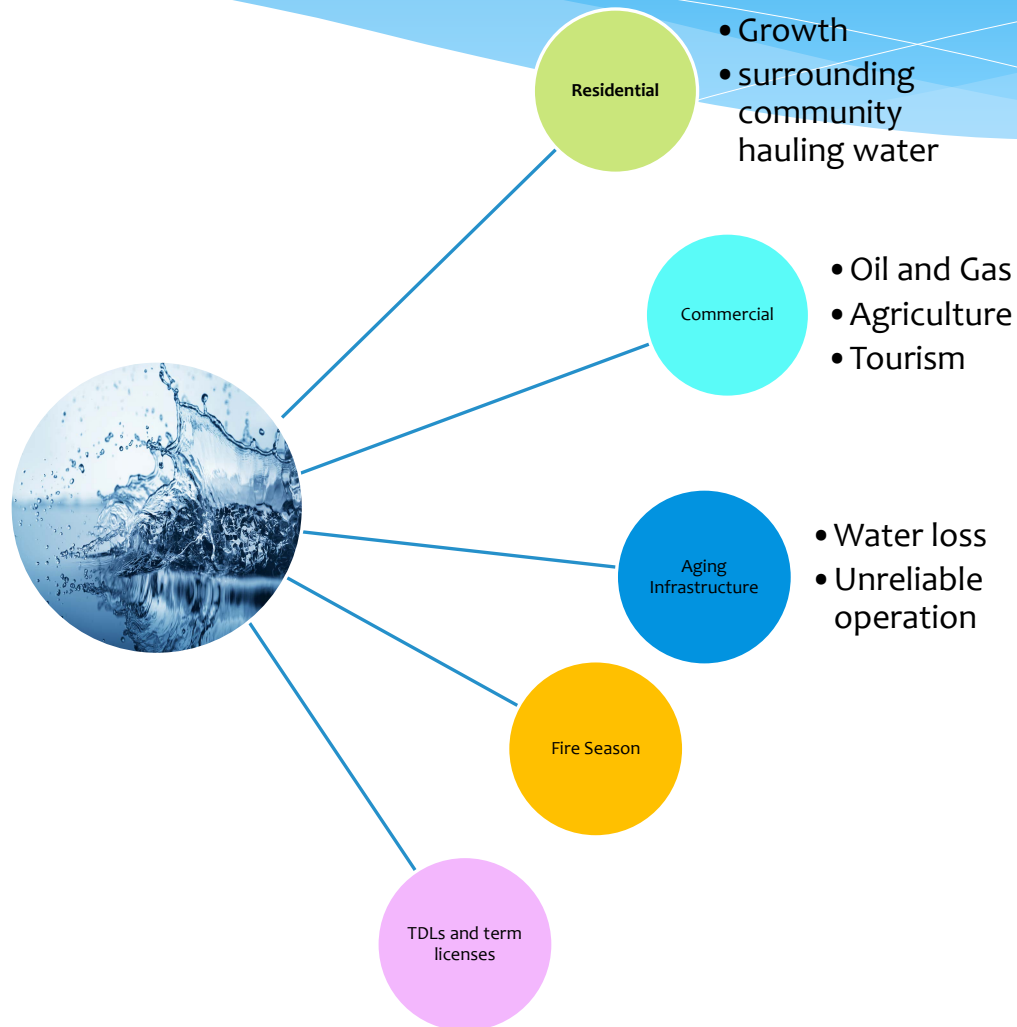 Residential
• Growth
• surrounding
community
hauling water
Commercial
• Oil and Gas
• Agriculture
• Tourism
Aging
Infrastructure
• Water loss
• Unreliable
operation
Fire Season
TDLs and term
licenses